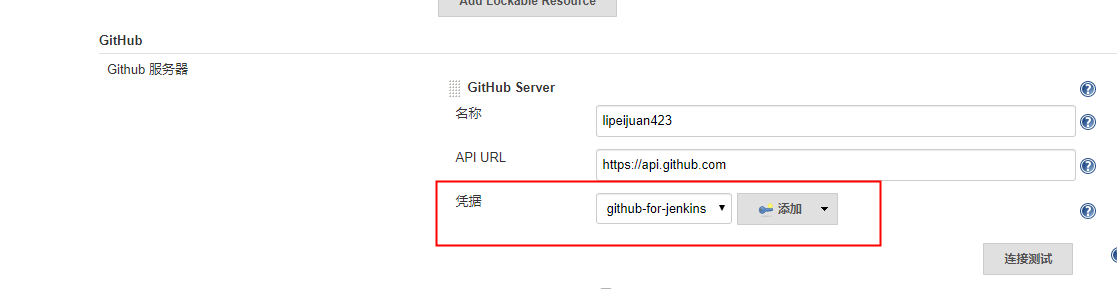 Add Lockable Resource
GitHub
Github 服务器
GitHub Server
名称
lipeijuan423
API URL
https://api.github.com
凭据
github-for-jenkins
添加
连接测试